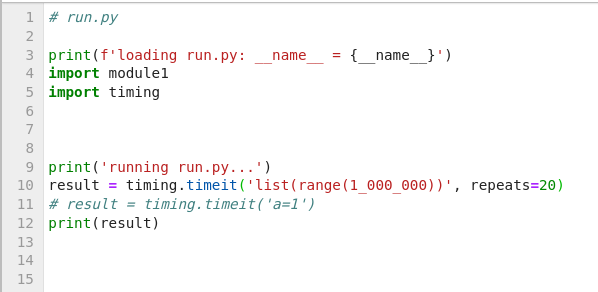 1 # run.py
2
3 print(f'loading run.py: __name__ = {__name__}')
4 import module1
5 import timing
6
7
8
9 print('running run.py...')
10 result = timing.timeit('list(range(1_000_000))', repeats=20)
11 # result = timing.timeit('a=1')
12 print(result)
13
14
15